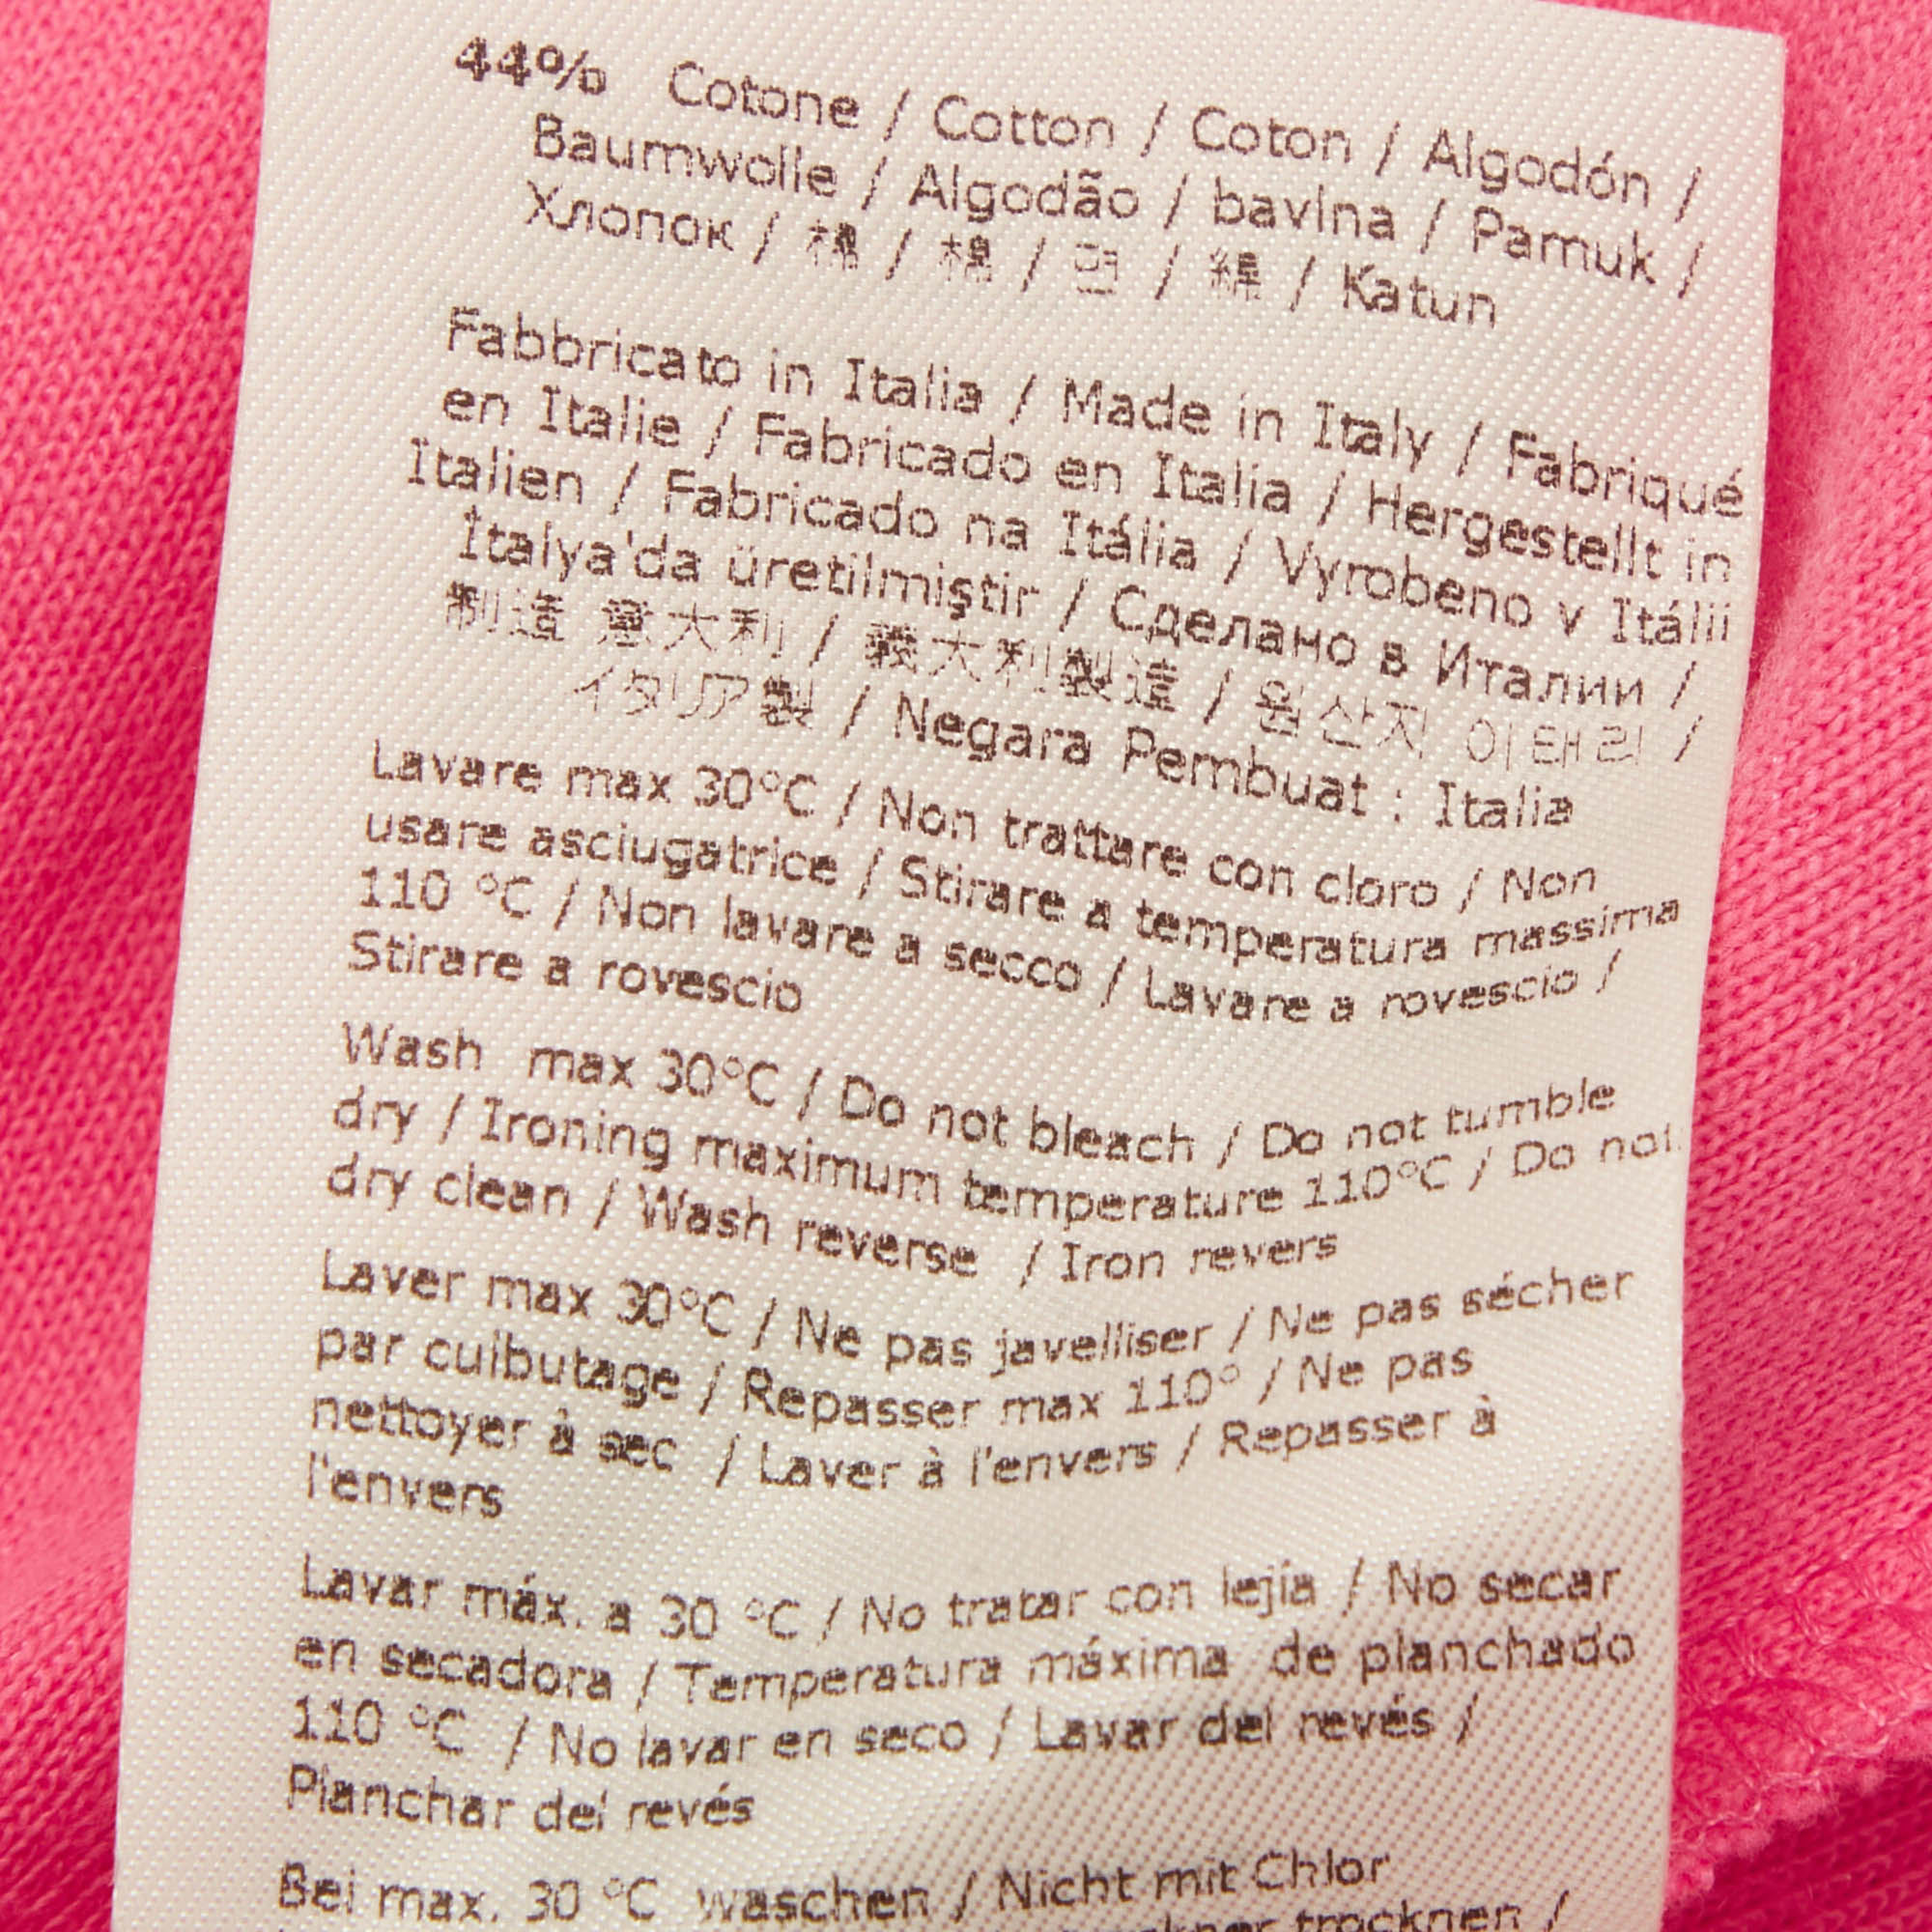 44% Cotone / Cotton / Coton / Algodón /
Baumwolle / Algodão / bavlna / Pamuk /
Хлопок / 棉 / 棉 / 면 / 綿 / Katun
Fabbricato in Italia / Made in Italy / Fabriqué
en Italie / Fabricado en Italia / Hergestellt in
Italien / Fabricado na Itália / Vyrobeno v Itálii
İtalya'da üretilmiştir / Сделано в Италии /
制造 意大利 / 義大利製造 / 원산지 이태리 /
イタリア製 / Negara Pembuat : Italia
Lavare max 30°C / Non trattare con cloro / Non
usare asciugatrice / Stirare a temperatura massima
110 °C / Non lavare a secco / Lavare a rovescio /
Stirare a rovescio
Wash max 30°C / Do not bleach / Do not tumble
dry / Ironing maximum temperature 110°C / Do not
dry clean / Wash reverse / Iron revers
Laver max 30°C / Ne pas javelliser / Ne pas sécher
par culbutage / Repasser max 110° / Ne pas
nettoyer à sec / Laver à l'envers / Repasser à
l'envers
Lavar máx. a 30 °C / No tratar con lejía / No secar
en secadora / Temperatura máxima de planchado
110 °C / No lavar en seco / Lavar del revés /
Planchar del revés
Bei max. 30 °C waschen / Nicht mit Chlor
trocknen /